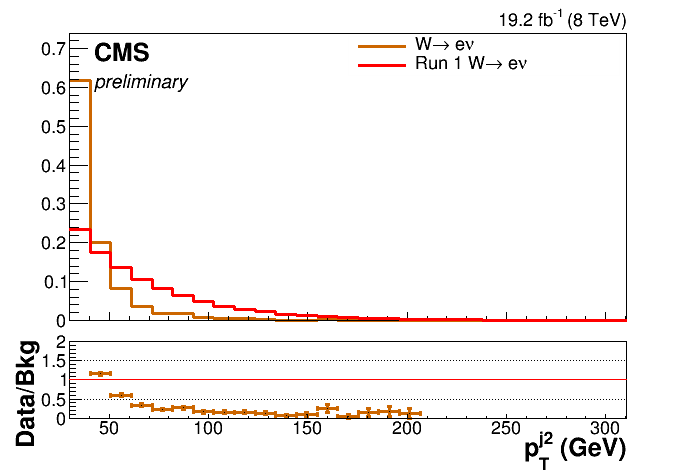 19.2 fb⁻¹ (8 TeV)
CMS
preliminary
W→ eν
Run 1 W→ eν
0.7
0.6
0.5
0.4
0.3
0.2
0.1
0
Data/Bkg
2
1.5
1
0.5
0
50 100 150 200 250 300
p_T^{j2} (GeV)